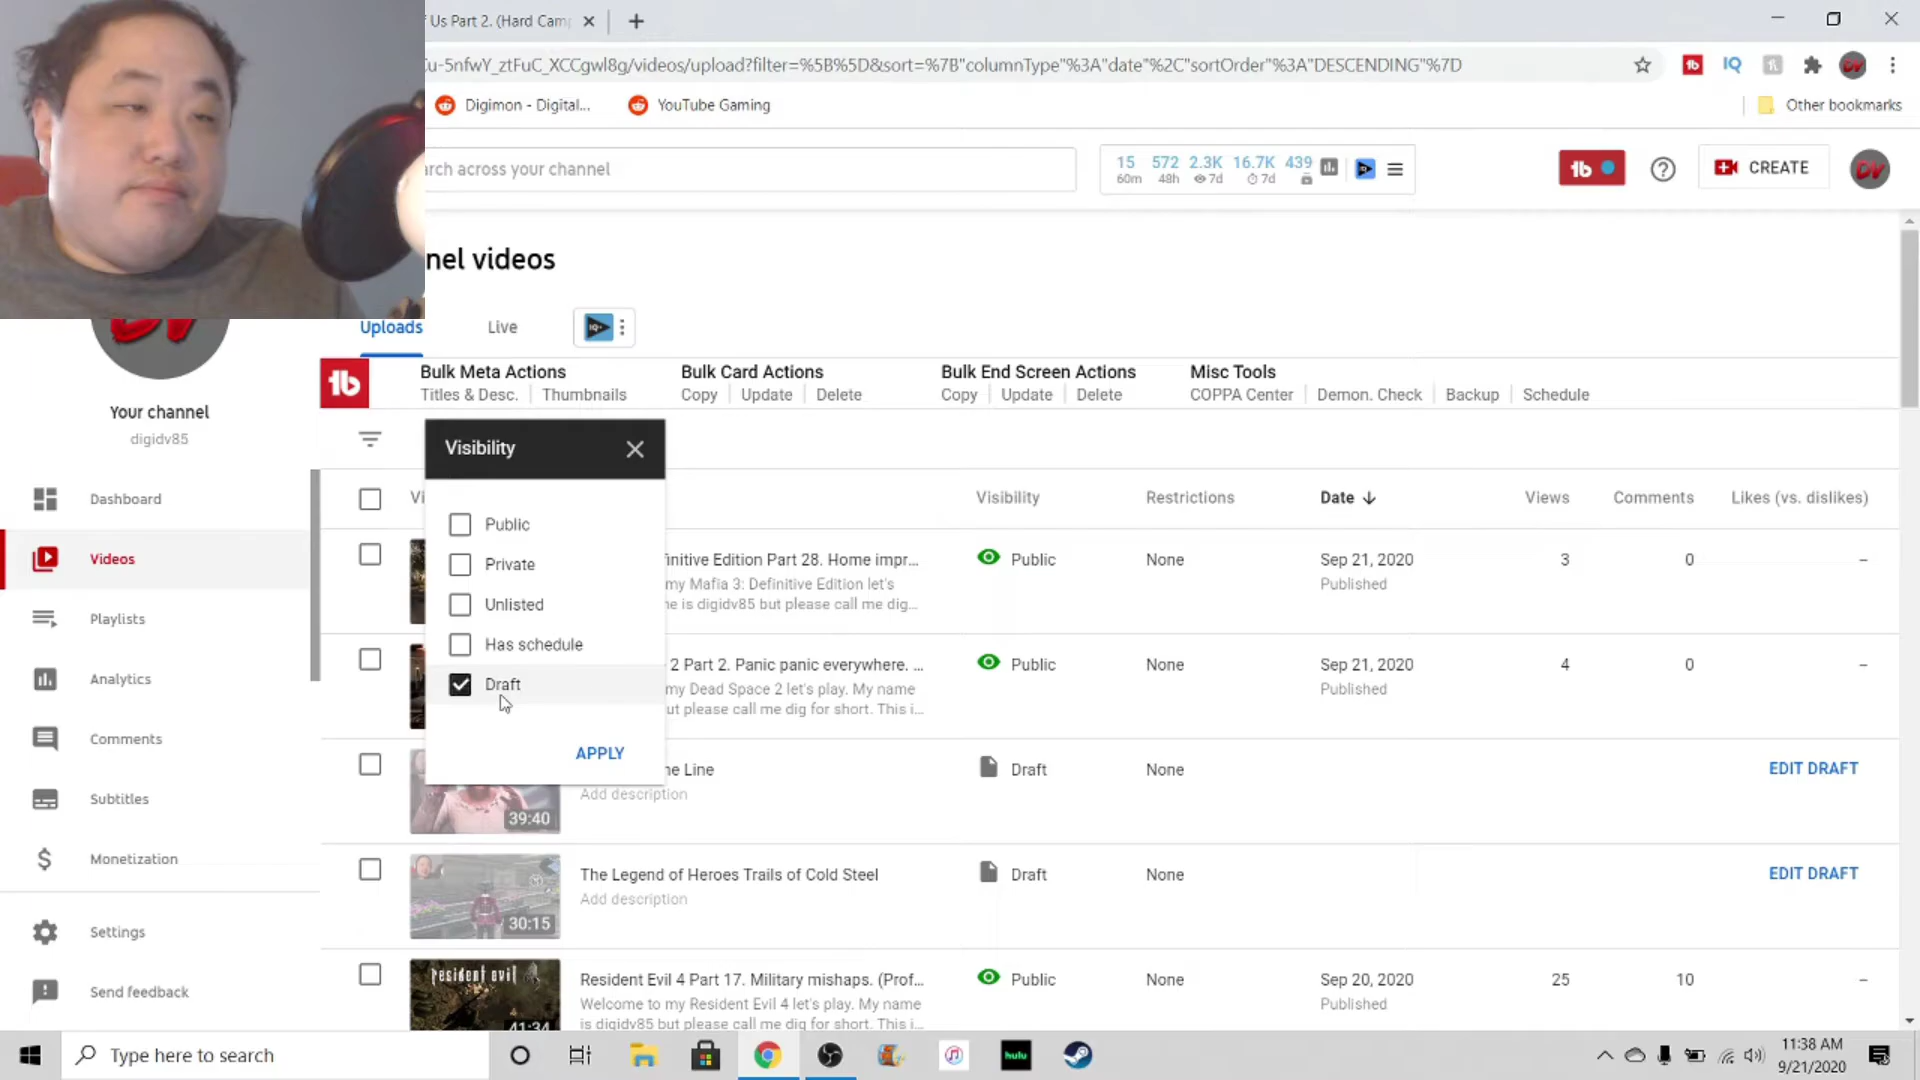 Us Part 2. (Hard Camp
Cu-5nfwY_ztFuC_XCCgwl8g/videos/upload?filter=%5B%5D&sort=%7B"columnType"%3A"date"%2C"sortOrder"%3A"DESCENDING"%7D
Digimon - Digital...
YouTube Gaming
Other bookmarks
arch across your channel
15 572 2.3K 16.7K 439
60m 48h 7d 7d
CREATE
nel videos
Uploads
Live
Bulk Meta Actions
Bulk Card Actions
Bulk End Screen Actions
Misc Tools
Titles & Desc. | Thumbnails
Copy | Update | Delete
Copy | Update | Delete
COPPA Center | Demon. Check | Backup | Schedule
Your channel
digidv85
Dashboard
Videos
Playlists
Analytics
Comments
Subtitles
Monetization
Settings
Send feedback
Visibility
Public
Private
Unlisted
Has schedule
Draft
APPLY
Visibility
Restrictions
Date
Views
Comments
Likes (vs. dislikes)
finitive Edition Part 28. Home impr...
my Mafia 3: Definitive Edition let's
ne is digidv85 but please call me dig...
Public
None
Sep 21, 2020
Published
3
0
–
2 Part 2. Panic panic everywhere. ...
my Dead Space 2 let's play. My name
ut please call me dig for short. This i...
Public
None
Sep 21, 2020
Published
4
0
–
39:40
he Line
Add description
Draft
None
EDIT DRAFT
30:15
The Legend of Heroes Trails of Cold Steel
Add description
Draft
None
EDIT DRAFT
resident evil
41:34
Resident Evil 4 Part 17. Military mishaps. (Prof...
Welcome to my Resident Evil 4 let's play. My name
is digidv85 but please call me dig for short. This i...
Public
None
Sep 20, 2020
Published
25
10
–
Type here to search
hulu
11:38 AM
9/21/2020